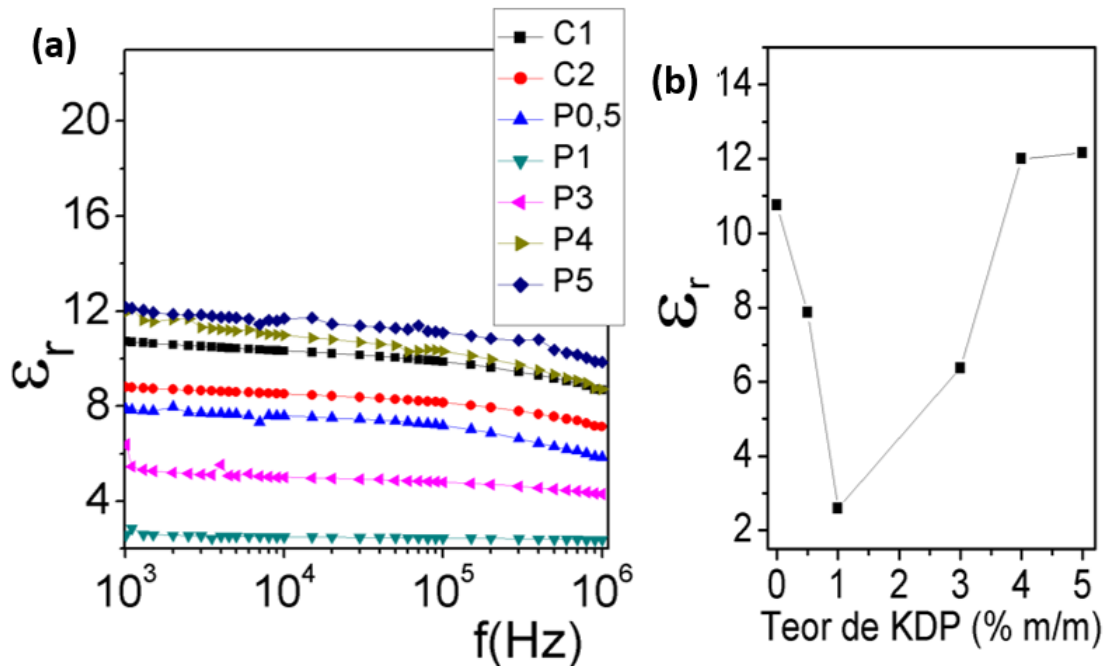 (a)
C1
C2
P0,5
P1
P3
P4
P5
20
16
12
8
4
εr
10³ 10⁴ 10⁵ 10⁶
f(Hz)
(b)
14
12
10
8
6
4
2
εr
0 1 2 3 4 5
Teor de KDP (% m/m)